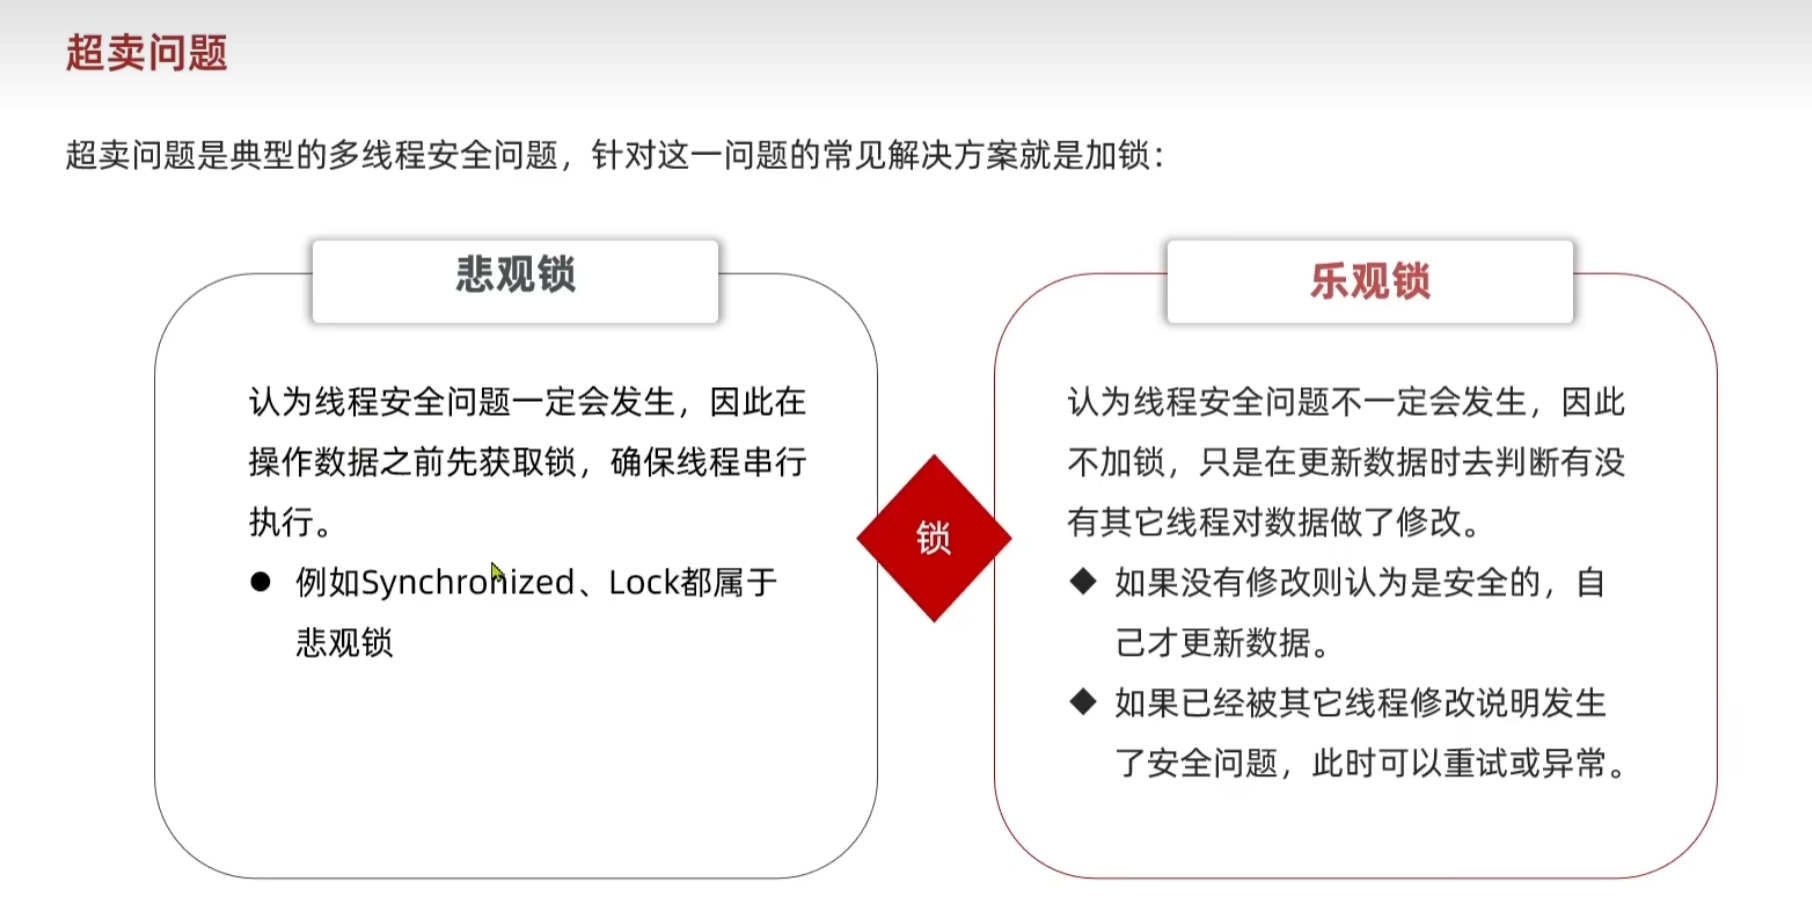 超卖问题
超卖问题是典型的多线程安全问题，针对这一问题的常见解决方案就是加锁：
悲观锁
认为线程安全问题一定会发生，因此在
操作数据之前先获取锁，确保线程串行
执行。
● 例如Synchronized、Lock都属于
悲观锁
锁
乐观锁
认为线程安全问题不一定会发生，因此
不加锁，只是在更新数据时去判断有没
有其它线程对数据做了修改。
◆ 如果没有修改则认为是安全的，自
己才更新数据。
◆ 如果已经被其它线程修改说明发生
了安全问题，此时可以重试或异常。